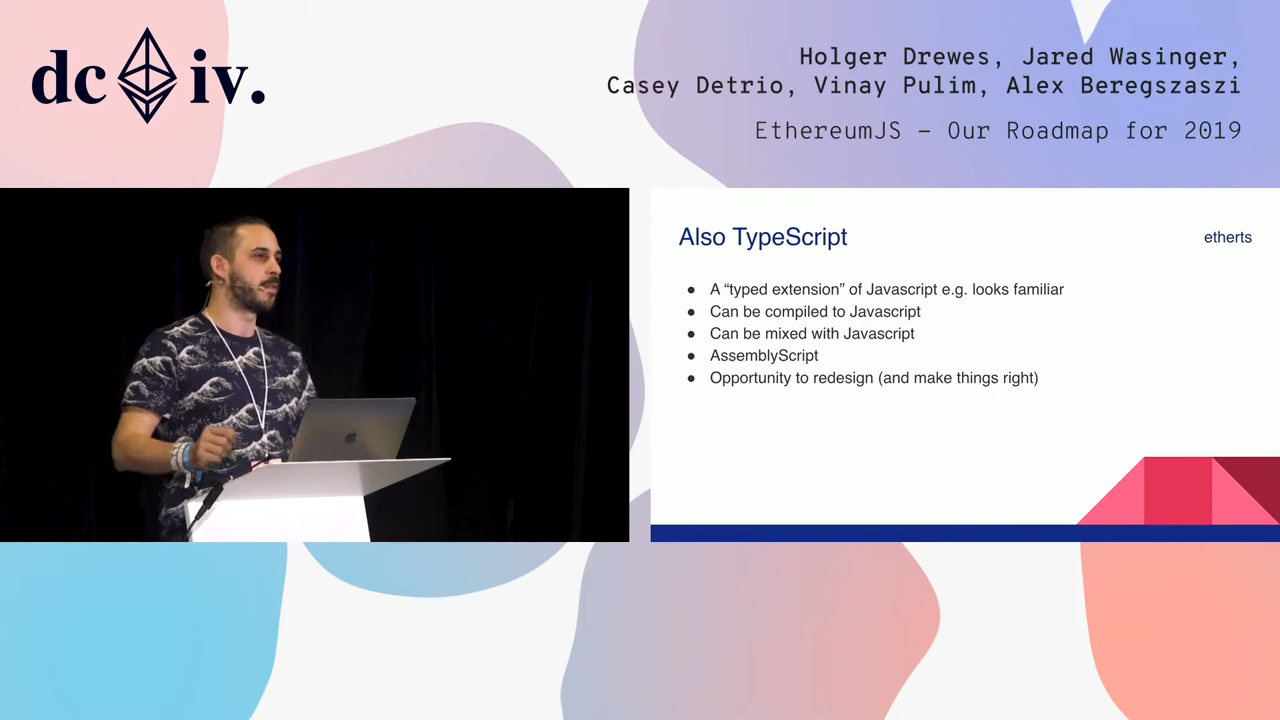 dc iv.
Holger Drewes, Jared Wasinger,
Casey Detrio, Vinay Pulim, Alex Beregszaszi
EthereumJS – Our Roadmap for 2019
Also TypeScript
etherts
● A “typed extension” of Javascript e.g. looks familiar
● Can be compiled to Javascript
● Can be mixed with Javascript
● AssemblyScript
● Opportunity to redesign (and make things right)